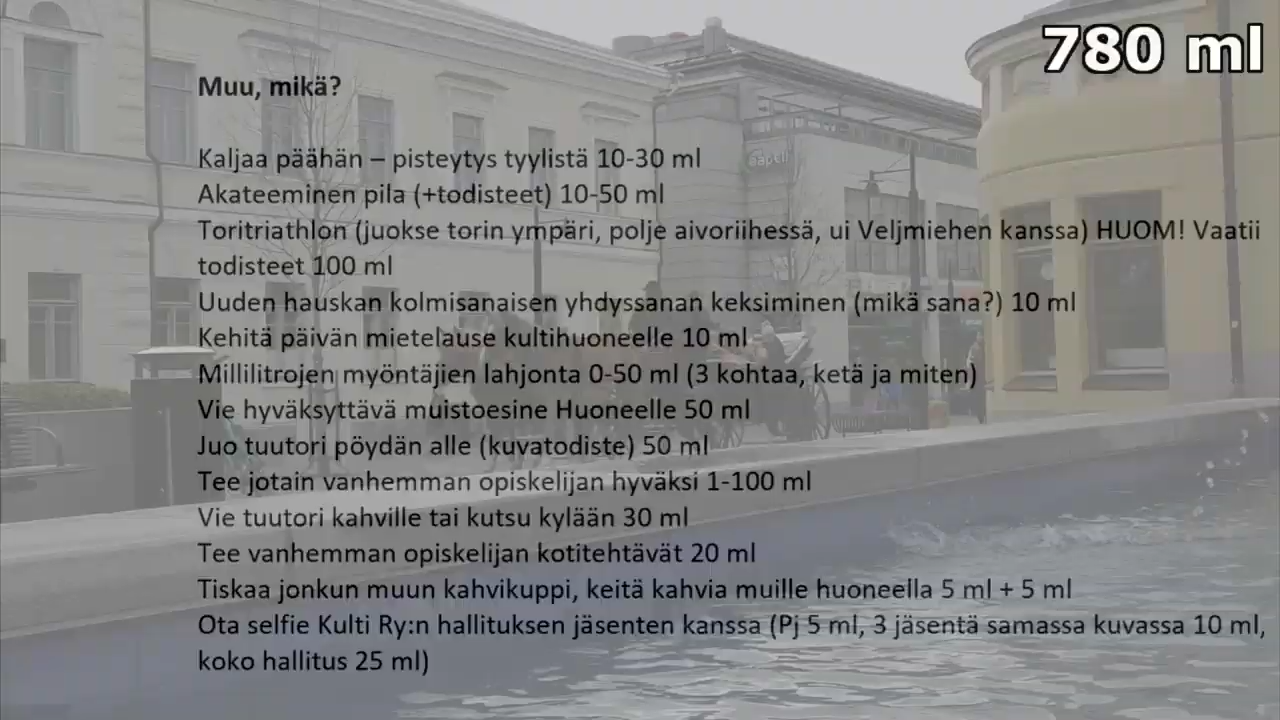 780 ml
Muu, mikä?
Kaljaa päähän – pisteytys tyylistä 10-30 ml
Akateeminen pila (+todisteet) 10-50 ml
Toritriathlon (juokse torin ympäri, polje aivoriihessä, ui Veljmiehen kanssa) HUOM! Vaatii
todisteet 100 ml
Uuden hauskan kolmisanaisen yhdyssanan keksiminen (mikä sana?) 10 ml
Kehitä päivän mietelause kultihuoneelle 10 ml
Millilitrojen myöntäjien lahjonta 0-50 ml (3 kohtaa, ketä ja miten)
Vie hyväksyttävä muistoesine Huoneelle 50 ml
Juo tuutori pöydän alle (kuvatodiste) 50 ml
Tee jotain vanhemman opiskelijan hyväksi 1-100 ml
Vie tuutori kahville tai kutsu kylään 30 ml
Tee vanhemman opiskelijan kotitehtävät 20 ml
Tiskaa jonkun muun kahvikuppi, keitä kahvia muille huoneella 5 ml + 5 ml
Ota selfie Kulti Ry:n hallituksen jäsenten kanssa (Pj 5 ml, 3 jäsentä samassa kuvassa 10 ml,
koko hallitus 25 ml)